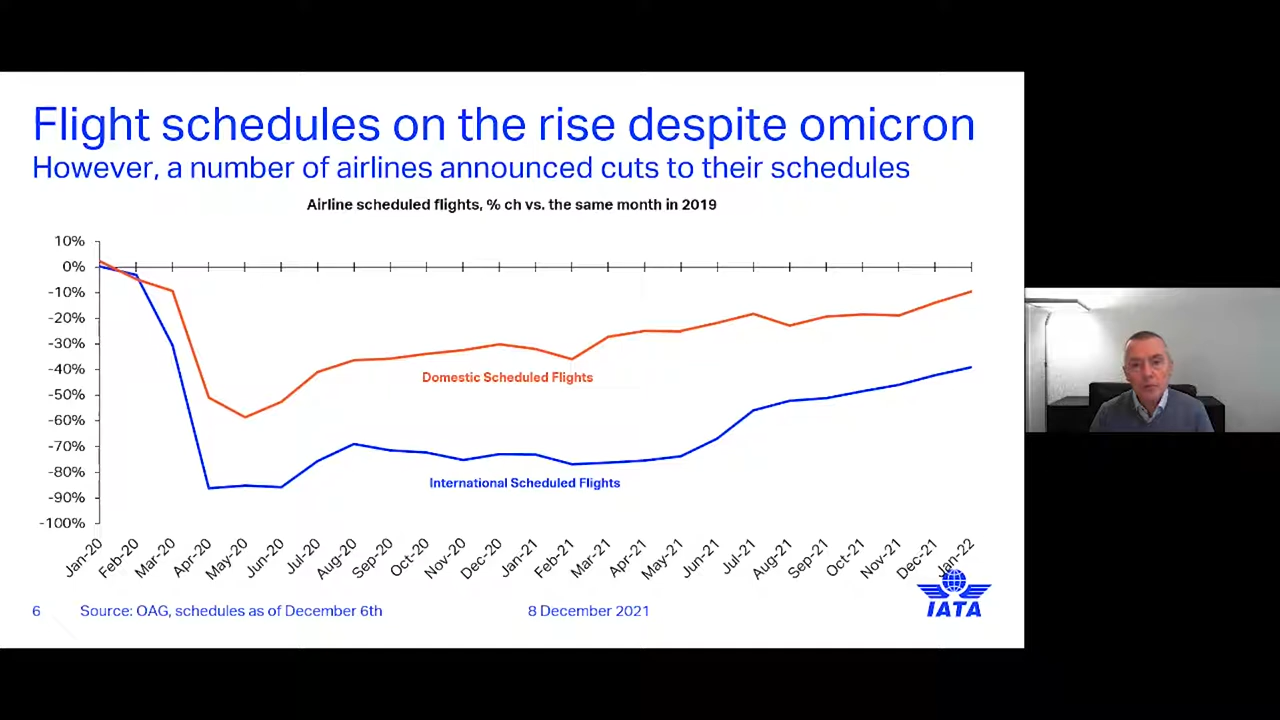 Flight schedules on the rise despite omicron
However, a number of airlines announced cuts to their schedules
Airline scheduled flights, % ch vs. the same month in 2019
10%
0%
-10%
-20%
-30%
-40%
-50%
-60%
-70%
-80%
-90%
-100%
Domestic Scheduled Flights
International Scheduled Flights
Jan-20 Feb-20 Mar-20 Apr-20 May-20 Jun-20 Jul-20 Aug-20 Sep-20 Oct-20 Nov-20 Dec-20 Jan-21 Feb-21 Mar-21 Apr-21 May-21 Jun-21 Jul-21 Aug-21 Sep-21 Oct-21 Nov-21 Dec-21 Jan-22
6 Source: OAG, schedules as of December 6th 8 December 2021
IATA